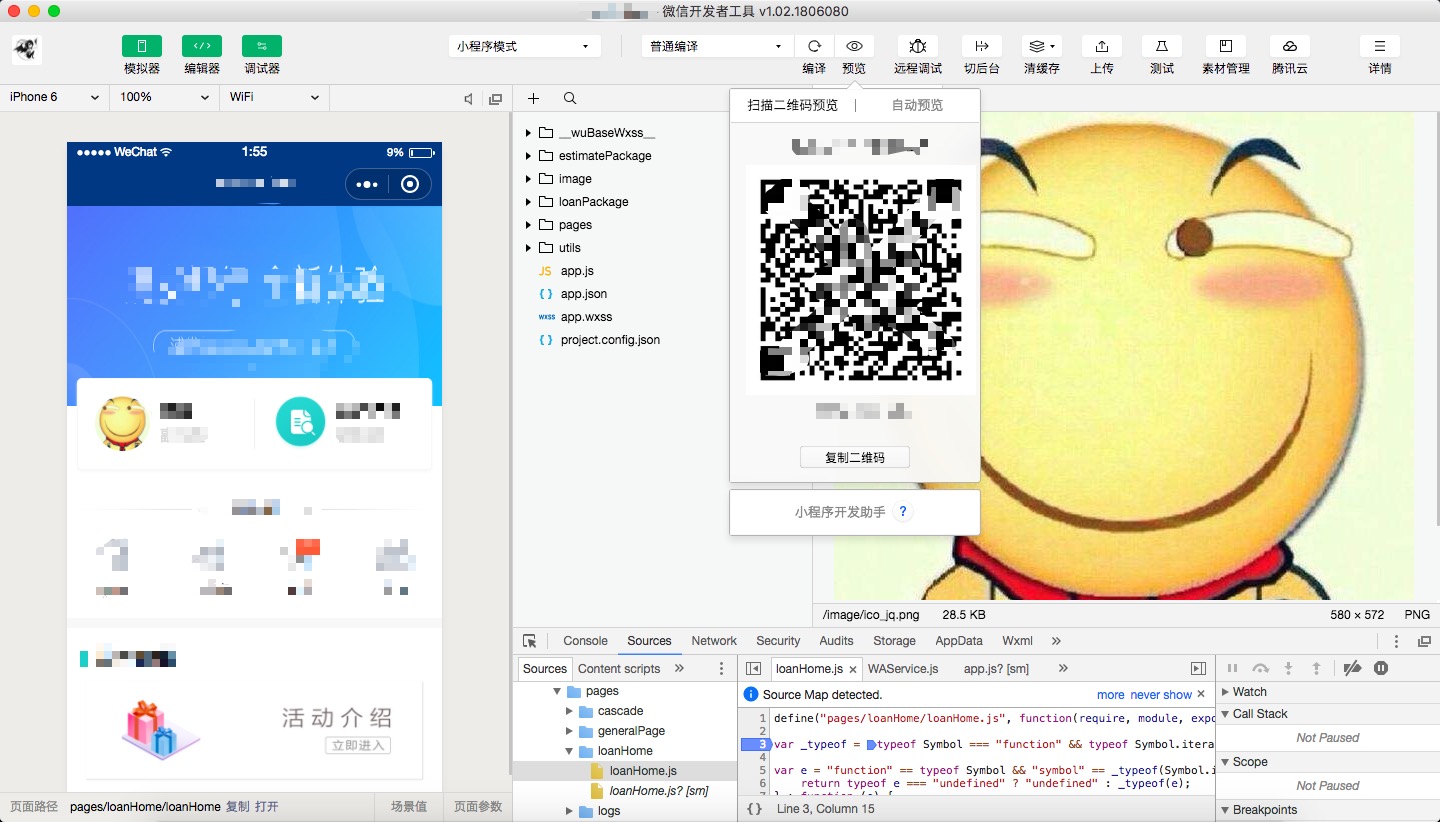 微信开发者工具 v1.02.1806080
模拟器 编辑器 调试器 小程序模式 普通编译 编译 预览 远程调试 切后台 清缓存 上传 测试 素材管理 腾讯云 详情
iPhone 6 100% WiFi
WeChat 1:55 9%
活动介绍
立即进入
页面路径 pages/loanHome/loanHome 复制 打开 场景值 页面参数
__wuBaseWxss__
estimatePackage
image
loanPackage
pages
utils
JS app.js
{ } app.json
wxss app.wxss
{ } project.config.json
扫描二维码预览 | 自动预览
复制二维码
小程序开发助手 ?
/image/ico_jq.png 28.5 KB 580 × 572 PNG
Console Sources Network Security Audits Storage AppData Wxml »
Sources Content scripts »
pages
cascade
generalPage
loanHome
loanHome.js
loanHome.js? [sm]
logs
loanHome.js × WAService.js app.js? [sm] »
Source Map detected. more never show ×
1 define("pages/loanHome/loanHome.js", function(require, module, expo
2
3 var _typeof = typeof Symbol === "function" && typeof Symbol.itera
4
5 var e = "function" == typeof Symbol && "symbol" == _typeof(Symbol.i
6 return typeof e === "undefined" ? "undefined" : _typeof(e);
{ } Line 3, Column 15
Watch
Call Stack
Not Paused
Scope
Not Paused
Breakpoints